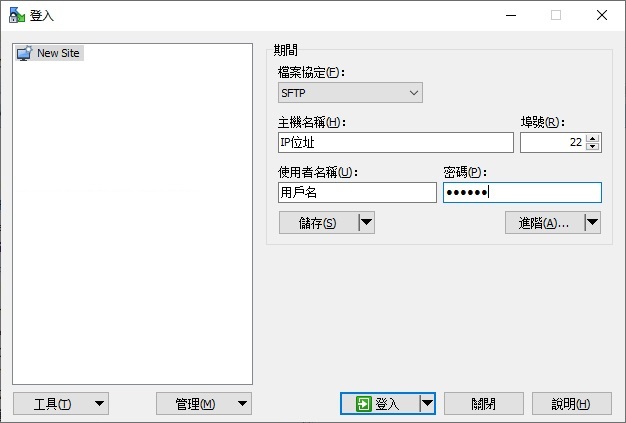 登入
New Site
期間
檔案協定(F):
SFTP
主機名稱(H): 埠號(R):
IP位址 22
使用者名稱(U): 密碼(P):
用戶名 ••••••
儲存(S) 進階(A)...
工具(T) 管理(M) 登入 關閉 說明(H)